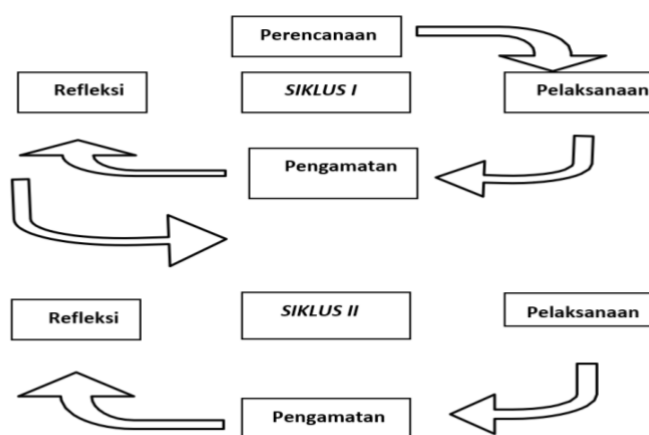 Perencanaan
Refleksi
SIKLUS I
Pelaksanaan
Pengamatan
Refleksi
SIKLUS II
Pelaksanaan
Pengamatan